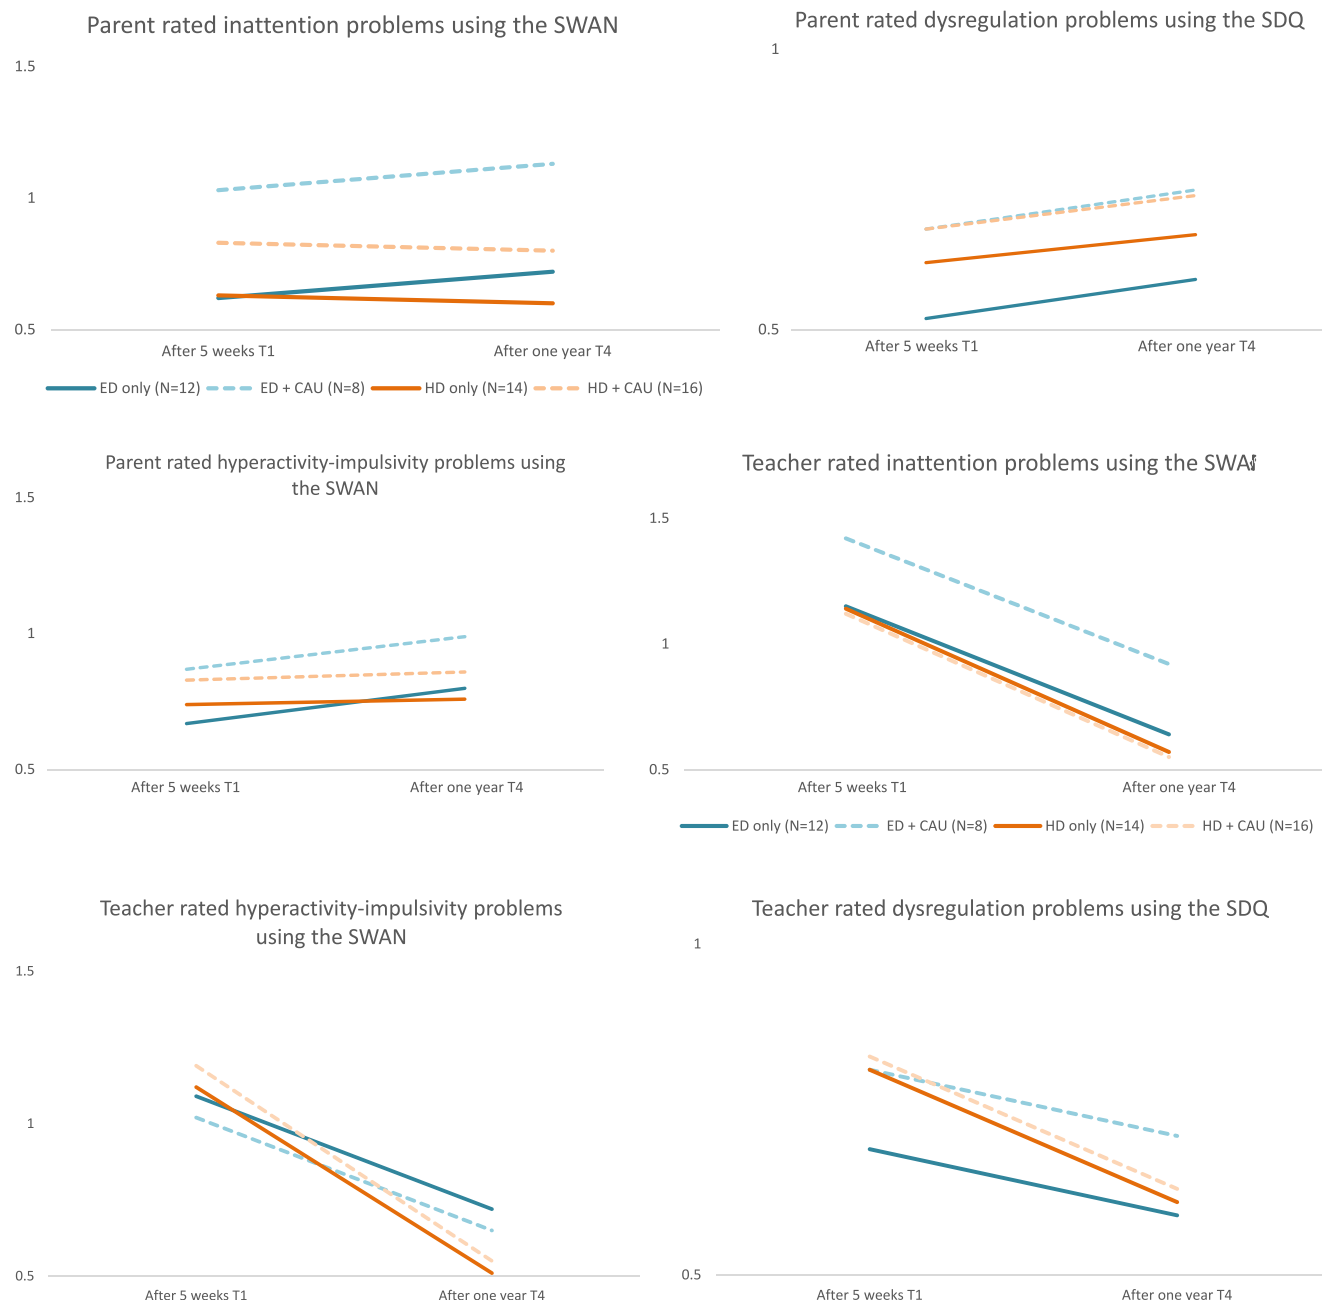 Parent rated inattention problems using the SWAN
1.5
1
0.5
After 5 weeks T1
After one year T4
ED only (N=12)
ED + CAU (N=8)
HD only (N=14)
HD + CAU (N=16)
Parent rated dysregulation problems using the SDQ
1
0.5
After 5 weeks T1
After one year T4
Parent rated hyperactivity-impulsivity problems using
the SWAN
1.5
1
0.5
After 5 weeks T1
After one year T4
Teacher rated inattention problems using the
1.5
1
0.5
After 5 weeks T1
After one year T4
ED only (N=12)
ED + CAU (N=8)
HD only (N=14)
HD + CAU (N=16)
Teacher rated hyperactivity-impulsivity problems
using the SWAN
1.5
1
0.5
After 5 weeks T1
After one year T4
Teacher rated dysregulation problems using the SDQ
1
0.5
After 5 weeks T1
After one year T4